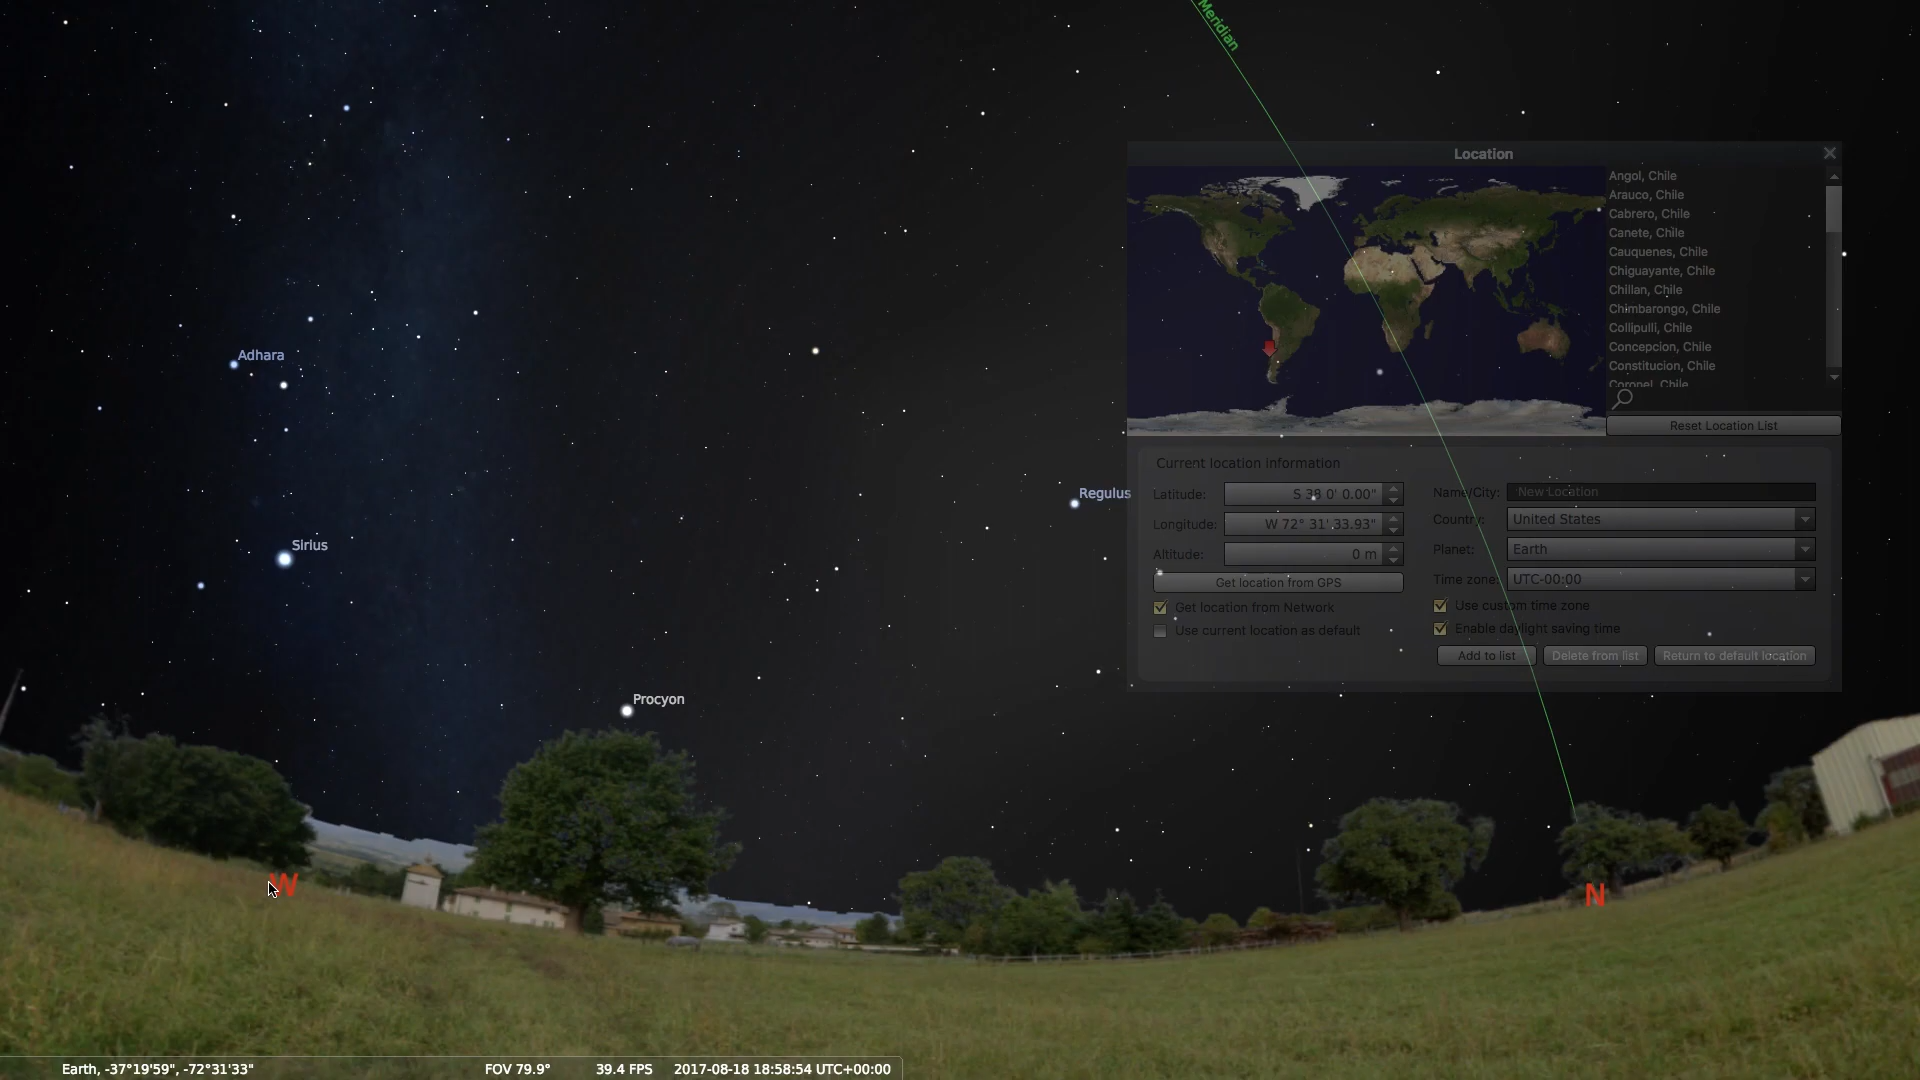 Meridian
Location
Angol, Chile
Arauco, Chile
Cabrero, Chile
Canete, Chile
Cauquenes, Chile
Chiguayante, Chile
Chillan, Chile
Chimbarongo, Chile
Collipulli, Chile
Concepcion, Chile
Constitucion, Chile
Coronel, Chile
Reset Location List
Current location information
Latitude: S 38 0' 0.00"
Longitude: W 72° 31' 33.93"
Altitude: 0 m
Get location from GPS
Get location from Network
Use current location as default
Name/City: New Location
Country: United States
Planet: Earth
Time zone: UTC-00:00
Use custom time zone
Enable daylight saving time
Add to list Delete from list Return to default location
Adhara
Regulus
Sirius
Procyon
W
N
Earth, -37°19'59", -72°31'33" FOV 79.9° 39.4 FPS 2017-08-18 18:58:54 UTC+00:00